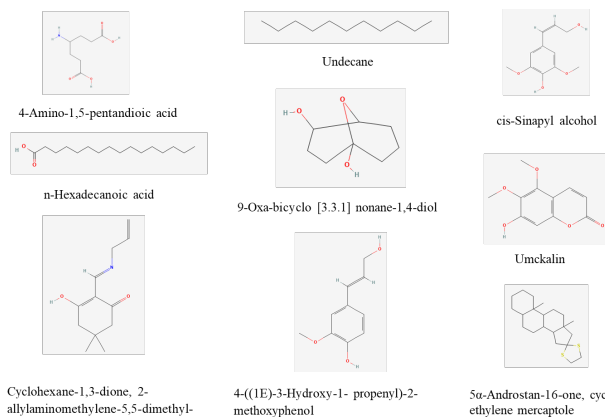 4-Amino-1,5-pentandioic acid
Undecane
cis-Sinapyl alcohol
n-Hexadecanoic acid
9-Oxa-bicyclo [3.3.1] nonane-1,4-diol
Umckalin
Cyclohexane-1,3-dione, 2-
allylaminomethylene-5,5-dimethyl-
4-((1E)-3-Hydroxy-1- propenyl)-2-
methoxyphenol
5α-Androstan-16-one, cyc
ethylene mercaptole